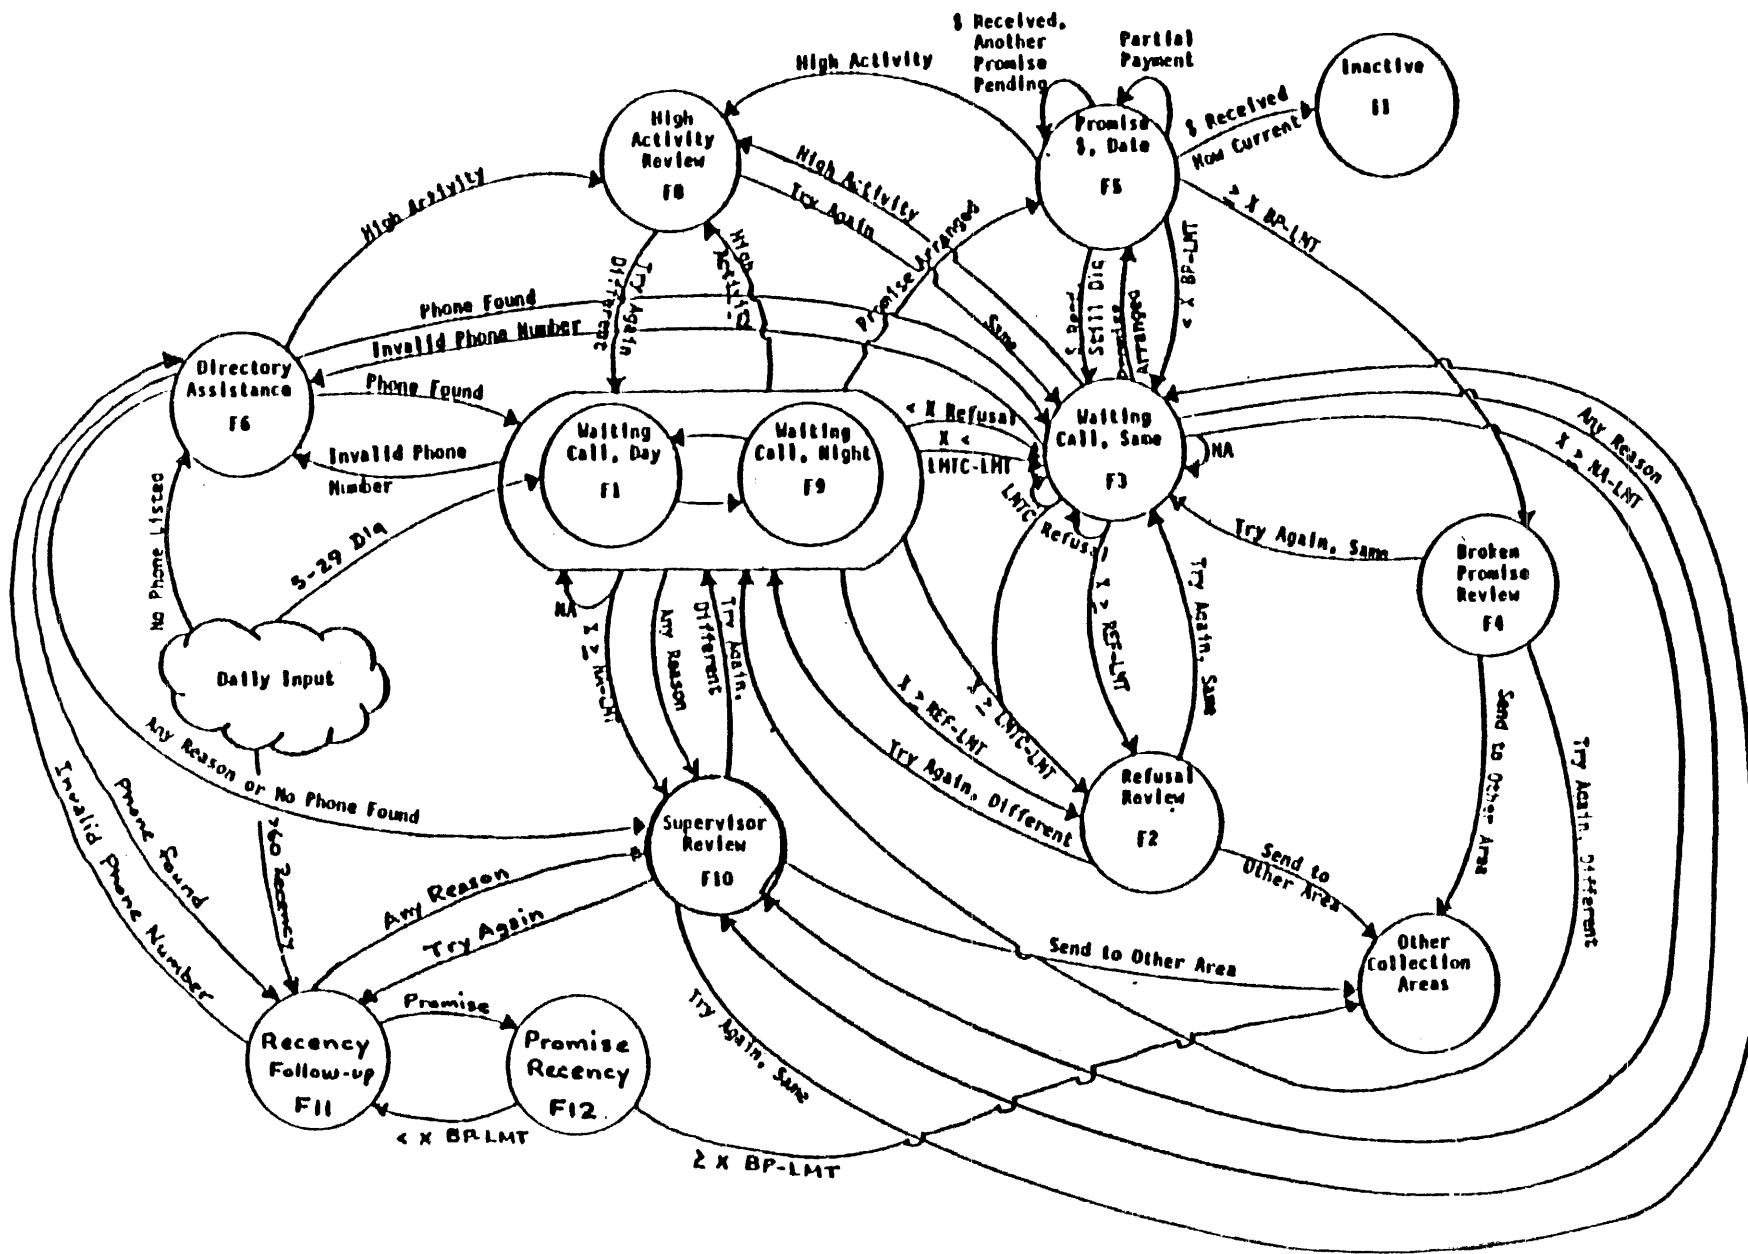 $ Received,
Another
Promise
Pending
Partial
Payment
High Activity
Inactive
High
Activity
Review
F8
Promise
$, Date
F5
$ Received
Now Current
High Activity
Try Again
High Activity
≥ X BP-LMT
Promise Arranged
< X BP-LMT
Still Dlq
Arranged
Same
Try Again
Different
High
Phone Found
Invalid Phone Number
Directory
Assistance
F6
Phone Found
Invalid Phone
Number
Waiting
Call, Day
F1
Waiting
Call, Night
F9
< X Refusal
X <
LMTC-LMT
Waiting
Call, Same
F3
NA
LMTC
Refusal
Any Reason
X ≥ NA-LMT
No Phone Listed
5-29 Dlq
Try Again, Same
Broken
Promise
Review
F4
NA
Any Reason
Different
Try Again,
X ≥ REF-LMT
Try Again, Same
Daily Input
X ≥ REF-LMT
X ≥ LMTC-LMT
Try Again, Different
Refusal
Review
F2
Send to Other Area
Try Again, Different
Any Reason or No Phone Found
Phone Found
Invalid Phone Number
>60 Recency
Supervisor
Review
F10
Send to
Other Area
Any Reason
Try Again
Send to Other Area
Other
Collection
Areas
Try Again, Same
Recency
Follow-up
F11
Promise
Promise
Recency
F12
< X BP-LMT
≥ X BP-LMT